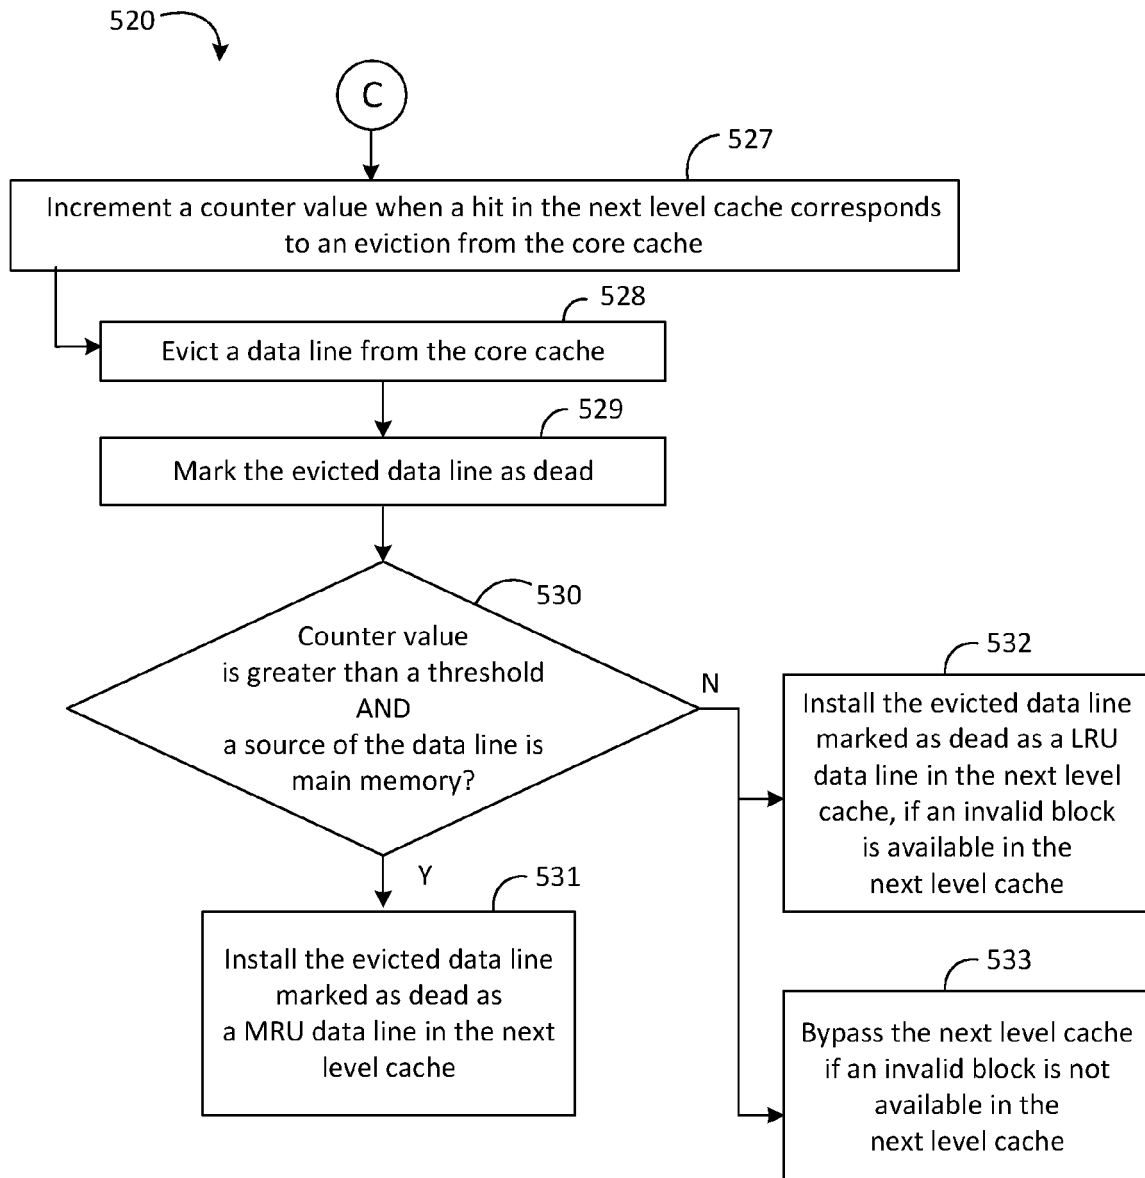 520
C
527
Increment a counter value when a hit in the next level cache corresponds
to an eviction from the core cache
528
Evict a data line from the core cache
529
Mark the evicted data line as dead
530
Counter value
is greater than a threshold
AND
a source of the data line is
main memory?
N
Y
532
Install the evicted data line
marked as dead as a LRU
data line in the next level
cache, if an invalid block
is available in the
next level cache
531
Install the evicted data line
marked as dead as
a MRU data line in the next
level cache
533
Bypass the next level cache
if an invalid block is not
available in the
next level cache